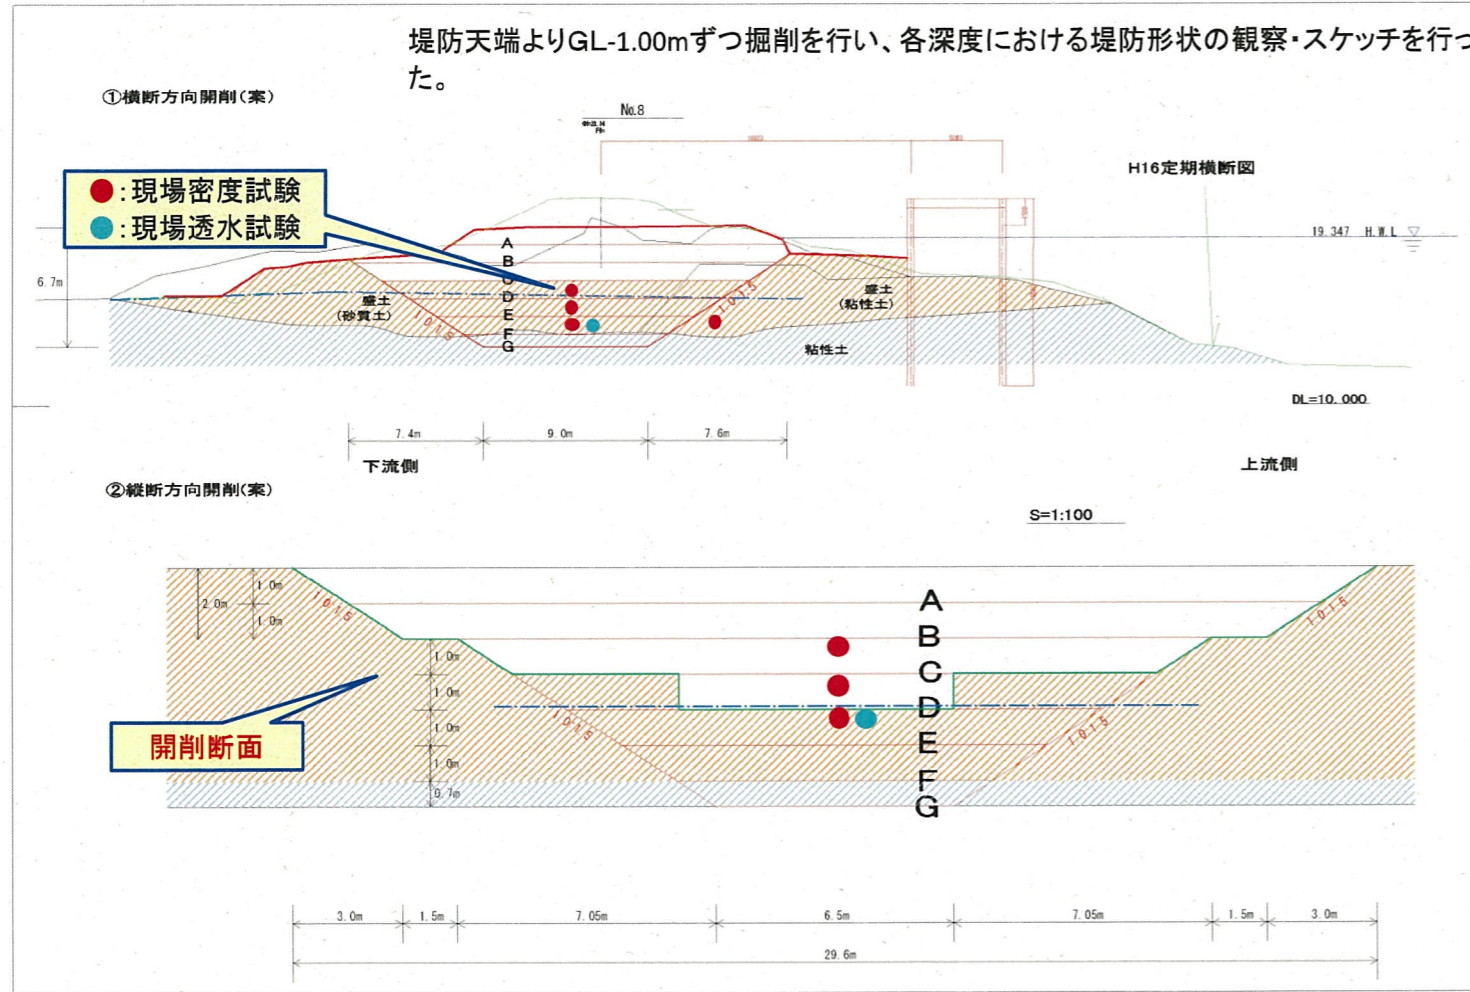 堤防天端よりGL-1.00mずつ掘削を行い、各深度における堤防形状の観察・スケッチを行っ
た。
①横断方向開削(案)
No.8
H16定期横断図
●:現場密度試験
●:現場透水試験
19.347 H.W.L
6.7m
A
B
C
D
E
F
G
盛土
(砂質土)
盛土
(粘性土)
1:0.1.5
1:0.1.5
粘性土
DL=10.000
7.4m
9.0m
7.6m
下流側
上流側
②縦断方向開削(案)
S=1:100
2.0m
1.0m
1.0m
1.0m
1.0m
1.0m
1.0m
0.7m
1:0.1.5
1:0.1.5
1:0.1.5
1:0.1.5
A
B
C
D
E
F
G
開削断面
3.0m
1.5m
7.05m
6.5m
7.05m
1.5m
3.0m
29.6m